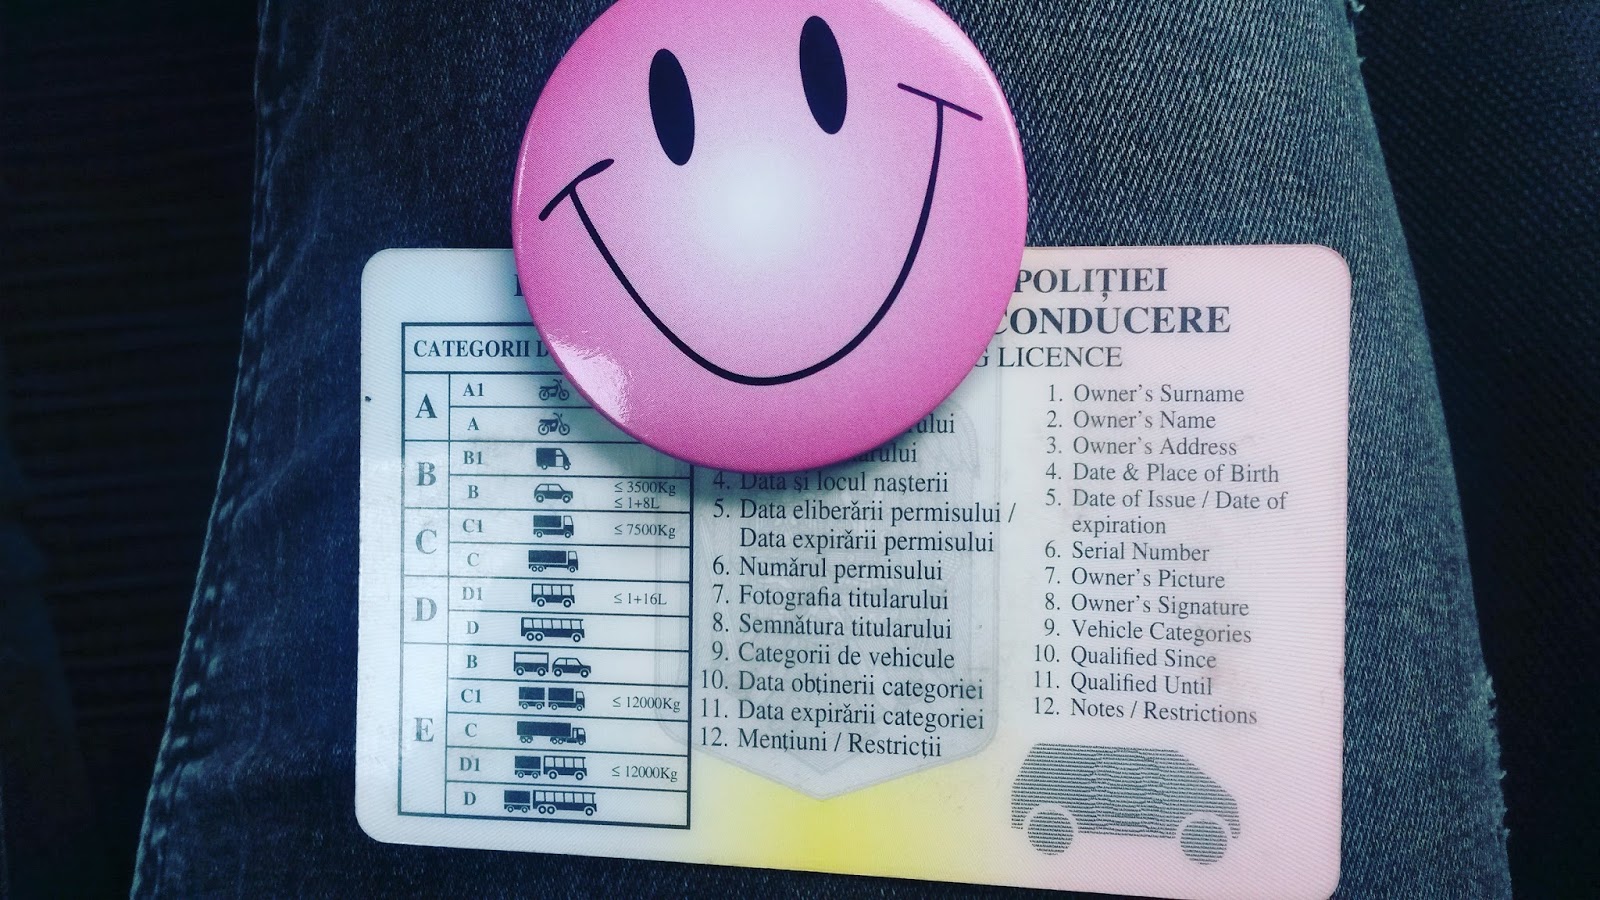 POLIȚIEI
CONDUCERE
LICENCE
CATEGORII
A
A1
A
B
B1
B ≤ 3500Kg
≤ 1+8L
C
C1 ≤ 7500Kg
C
D
D1 ≤ 1+16L
D
E
B
C1 ≤ 12000Kg
C
D1 ≤ 12000Kg
D
4. Data și locul nașterii
5. Data eliberării permisului /
Data expirării permisului
6. Numărul permisului
7. Fotografia titularului
8. Semnătura titularului
9. Categorii de vehicule
10. Data obținerii categoriei
11. Data expirării categoriei
12. Mențiuni / Restricții
1. Owner's Surname
2. Owner's Name
3. Owner's Address
4. Date & Place of Birth
5. Date of Issue / Date of
expiration
6. Serial Number
7. Owner's Picture
8. Owner's Signature
9. Vehicle Categories
10. Qualified Since
11. Qualified Until
12. Notes / Restrictions